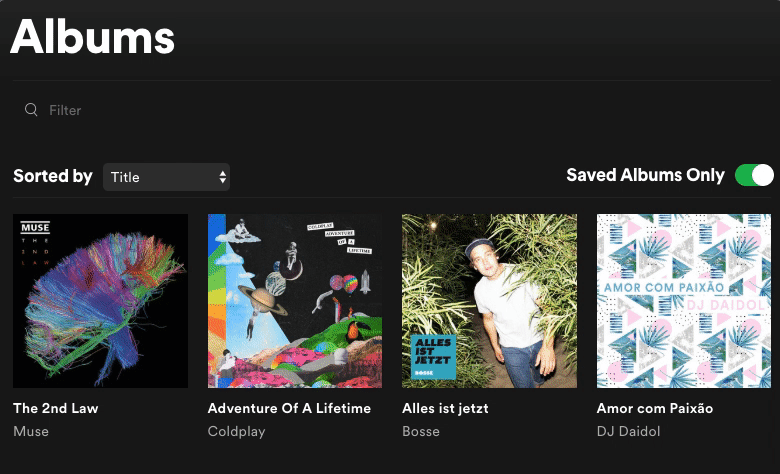 Albums
Filter
Sorted by Title
Saved Albums Only
MUSE
THE
2ND
LAW
COLDPLAY
ADVENTURE
OF A
LIFETIME
ALLES
IST
JETZT
BOSSE
AMOR COM PAIXÃO
DJ DAIDOL
The 2nd Law
Adventure Of A Lifetime
Alles ist jetzt
Amor com Paixão
Muse
Coldplay
Bosse
DJ Daidol